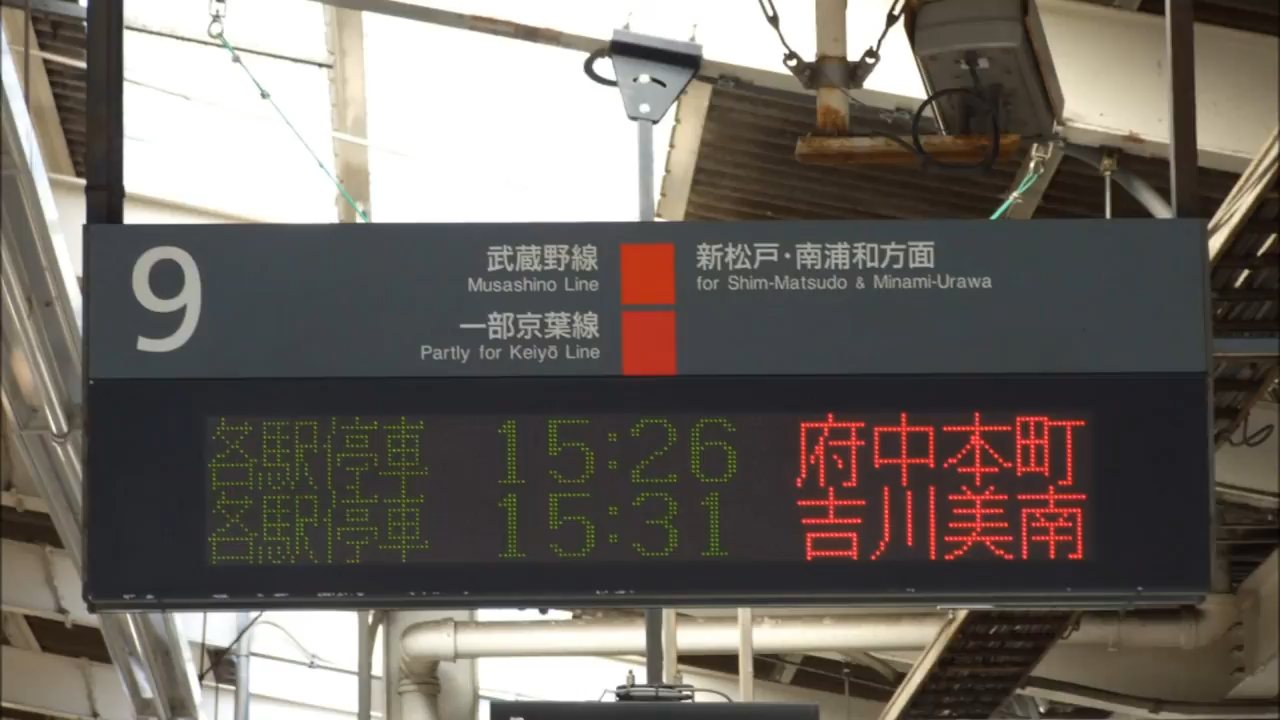 9
武蔵野線 新松戸・南浦和方面
Musashino Line for Shim-Matsudo & Minami-Urawa
一部京葉線
Partly for Keiyō Line
各駅停車 15:26 府中本町
各駅停車 15:31 吉川美南